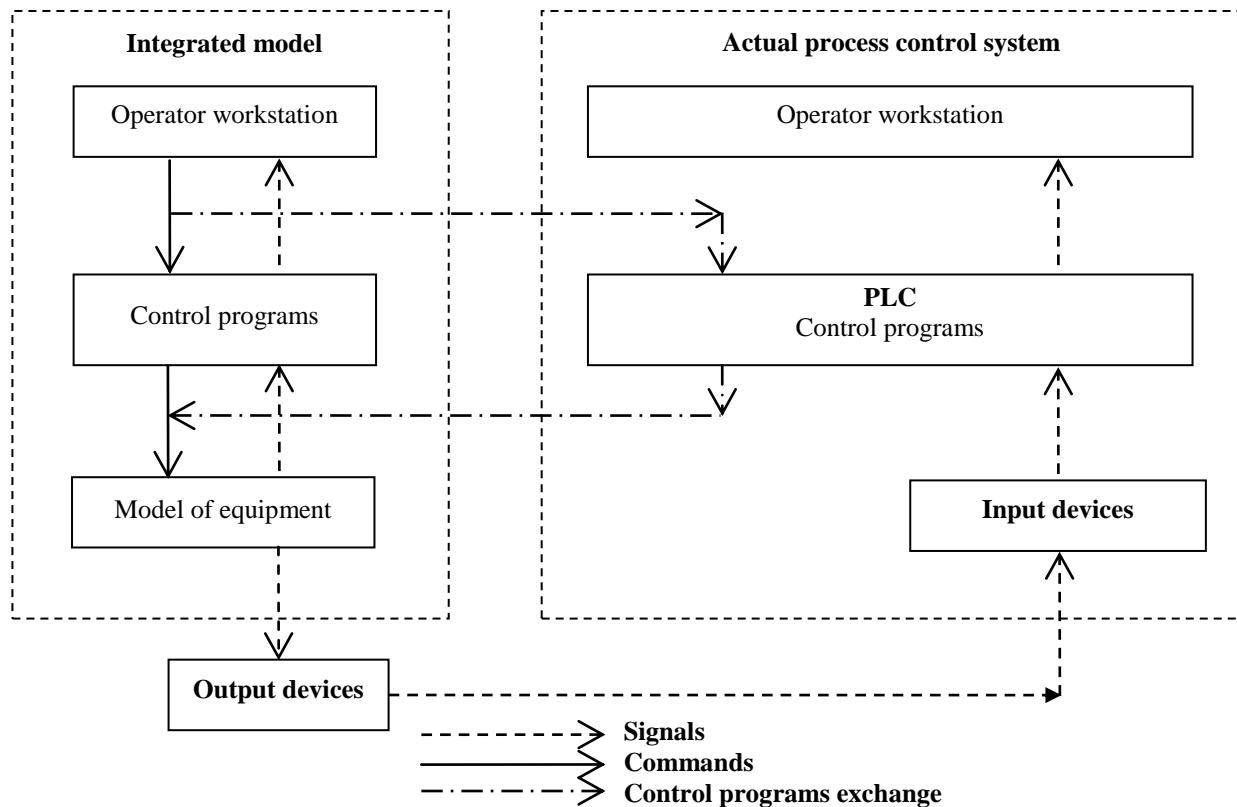 Integrated model
Actual process control system
Operator workstation
Operator workstation
Control programs
PLC
Control programs
Model of equipment
Input devices
Output devices
Signals
Commands
Control programs exchange